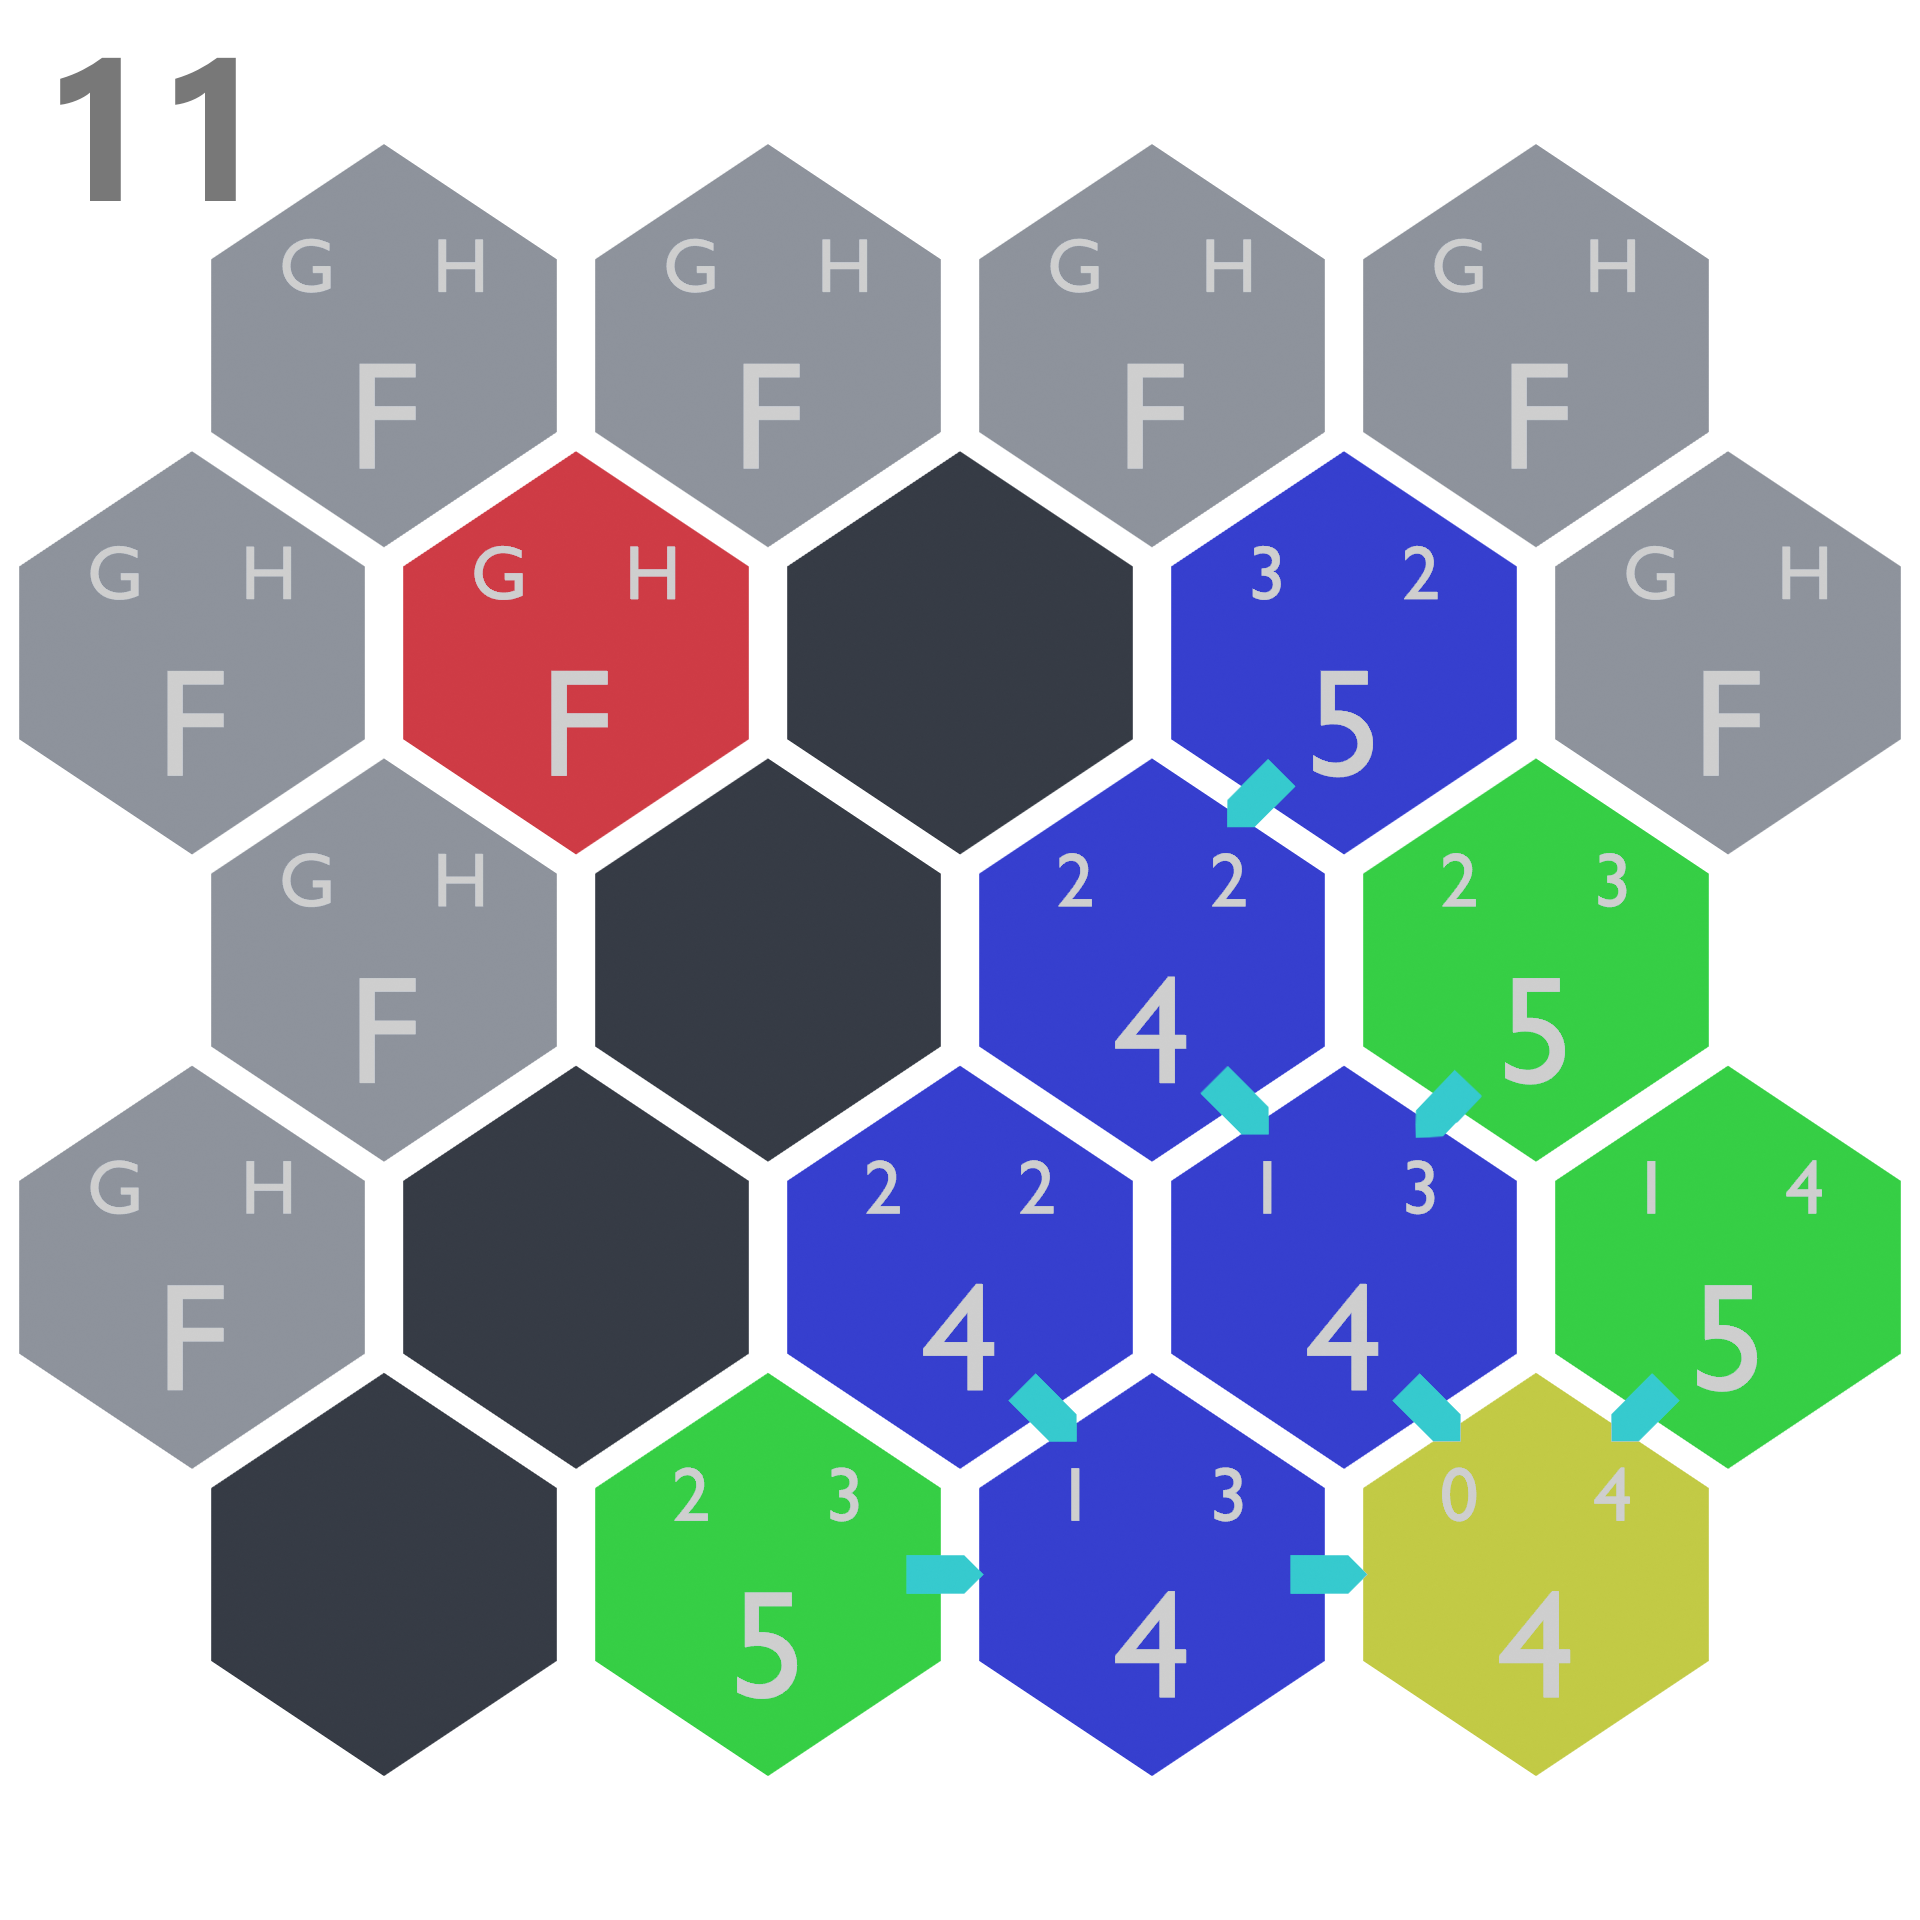 11
G H G H G H G H
F F F F
G H G H 3 2 G H
F F 5 F
G H 2 2 2 3
F 4 5
G H 2 2 1 3 1 4
F 4 4 5
2 3 1 3 0 4
5 4 4